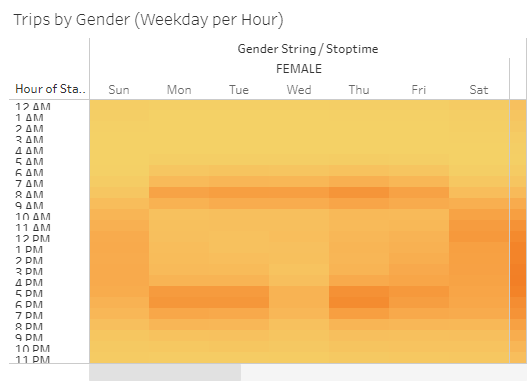 Trips by Gender (Weekday per Hour)
Gender String / Stoptime
FEMALE
Hour of Sta.. Sun Mon Tue Wed Thu Fri Sat
12 AM
1 AM
2 AM
3 AM
4 AM
5 AM
6 AM
7 AM
8 AM
9 AM
10 AM
11 AM
12 PM
1 PM
2 PM
3 PM
4 PM
5 PM
6 PM
7 PM
8 PM
9 PM
10 PM
11 PM